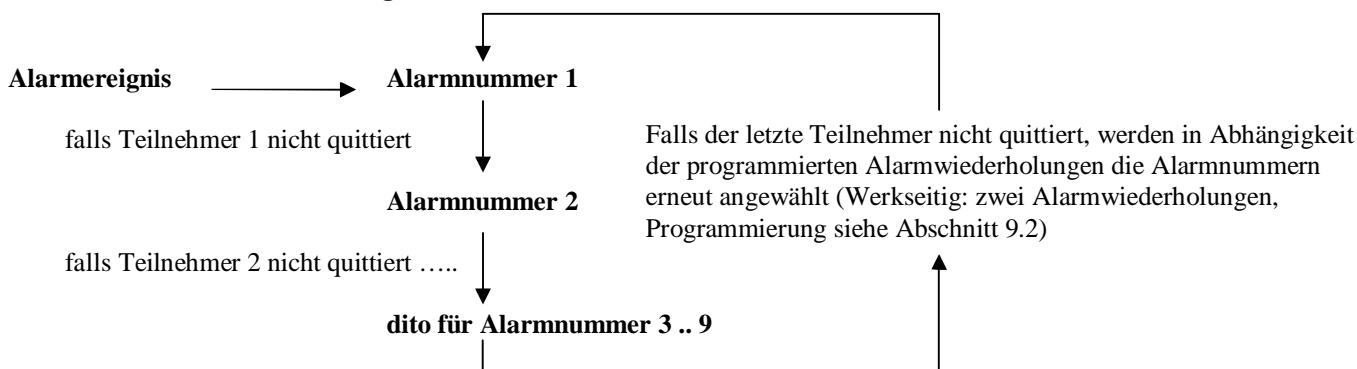 Alarmereignis
Alarmnummer 1
falls Teilnehmer 1 nicht quittiert
Alarmnummer 2
falls Teilnehmer 2 nicht quittiert …..
dito für Alarmnummer 3 .. 9
Falls der letzte Teilnehmer nicht quittiert, werden in Abhängigkeit
der programmierten Alarmwiederholungen die Alarmnummern
erneut angewählt (Werkseitig: zwei Alarmwiederholungen,
Programmierung siehe Abschnitt 9.2)